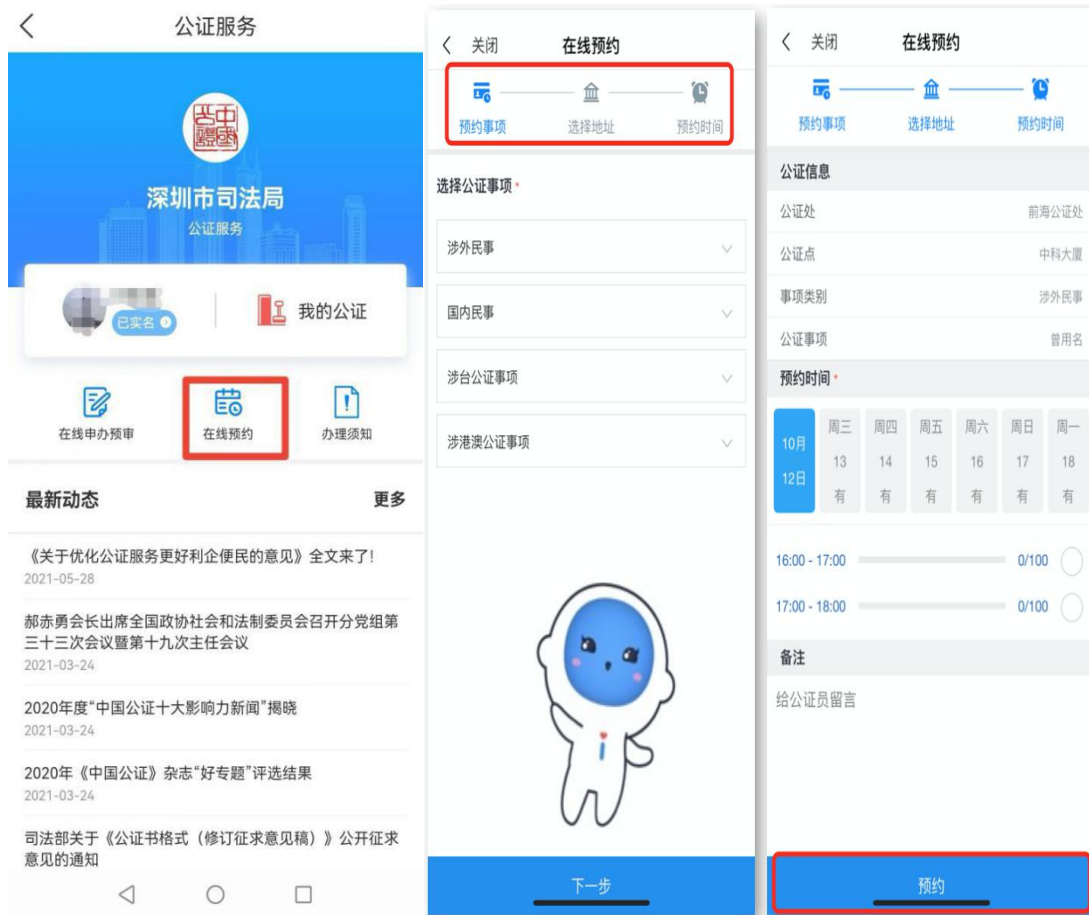 公证服务
深圳市司法局
公证服务
已实名
我的公证
在线申办预审
在线预约
办理须知
最新动态
更多
《关于优化公证服务更好利企便民的意见》全文来了!
2021-05-28
郝赤勇会长出席全国政协社会和法制委员会召开分党组第
三十三次会议暨第十九次主任会议
2021-03-24
2020年度“中国公证十大影响力新闻”揭晓
2021-03-24
2020年《中国公证》杂志“好专题”评选结果
2021-03-24
司法部关于《公证书格式（修订征求意见稿）》公开征求
意见的通知
关闭
在线预约
预约事项
选择地址
预约时间
选择公证事项*
涉外民事
国内民事
涉台公证事项
涉港澳公证事项
下一步
关闭
在线预约
预约事项
选择地址
预约时间
公证信息
公证处 前海公证处
公证点 中科大厦
事项类别 涉外民事
公证事项 曾用名
预约时间*
10月 周三 周四 周五 周六 周日 周一
12日 13 14 15 16 17 18
有 有 有 有 有 有
16:00 - 17:00 0/100
17:00 - 18:00 0/100
备注
给公证员留言
预约